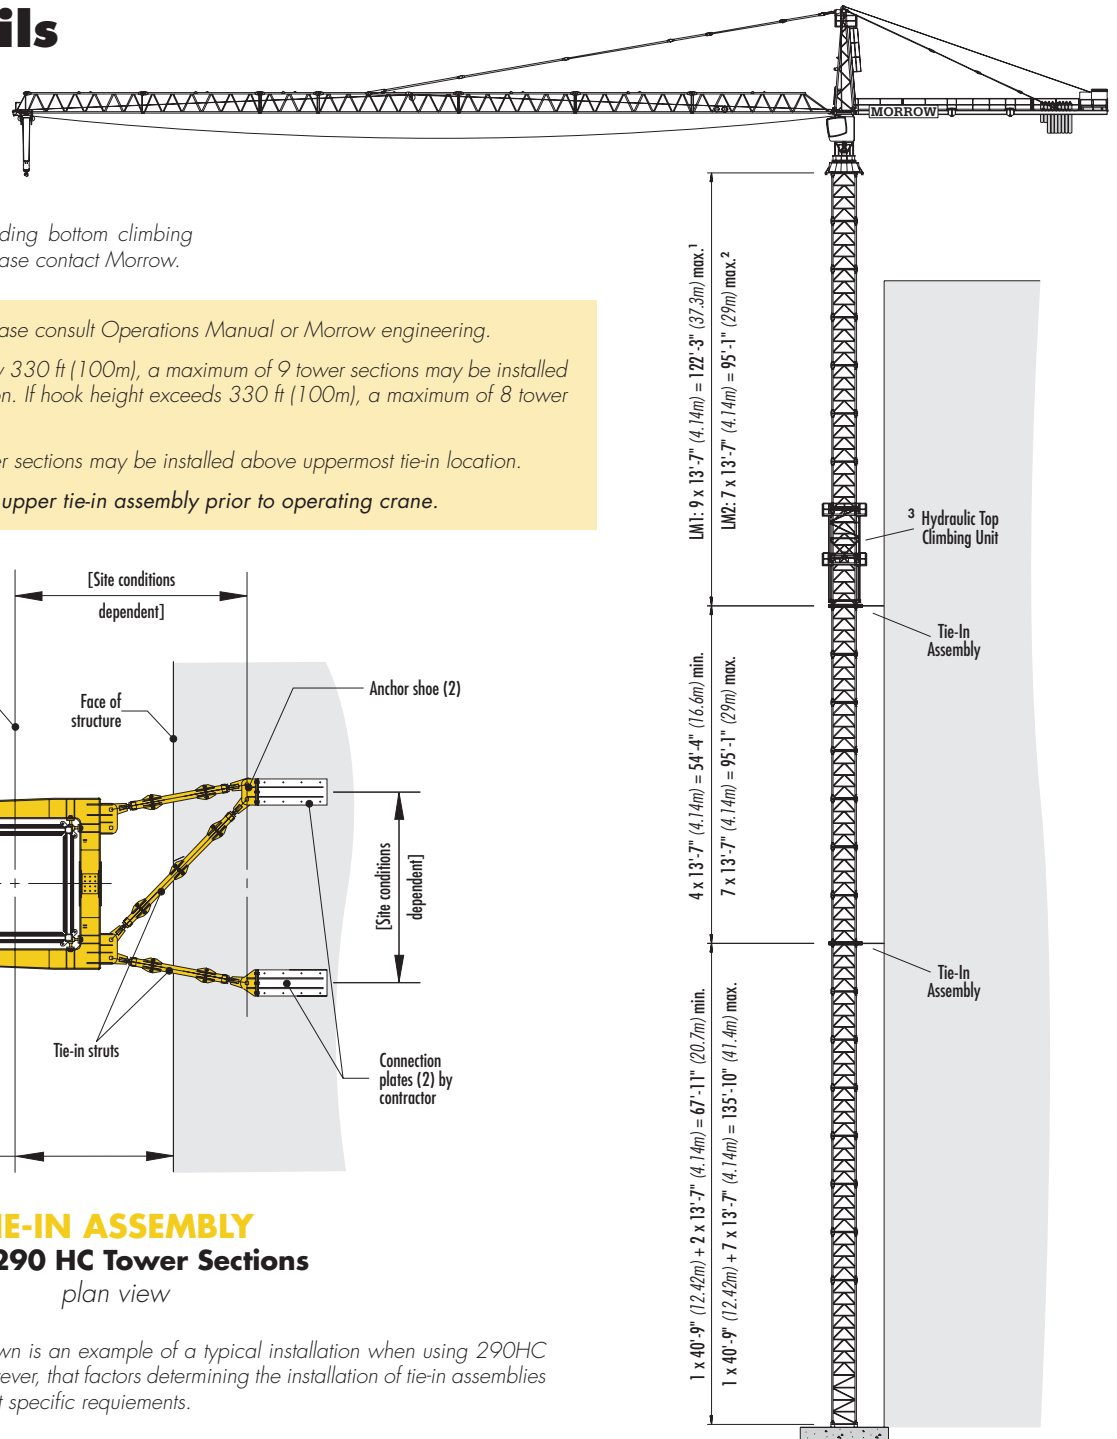 ils
MORROW
ding bottom climbing
ase contact Morrow.
ase consult Operations Manual or Morrow engineering.
330 ft (100m), a maximum of 9 tower sections may be installed
on. If hook height exceeds 330 ft (100m), a maximum of 8 tower
er sections may be installed above uppermost tie-in location.
upper tie-in assembly prior to operating crane.
LM1: 9 x 13'-7" (4.14m) = 122'-3" (37.3m) max.¹
LM2: 7 x 13'-7" (4.14m) = 95'-1" (29m) max.²
³ Hydraulic Top
Climbing Unit
Tie-In
Assembly
4 x 13'-7" (4.14m) = 54'-4" (16.6m) min.
7 x 13'-7" (4.14m) = 95'-1" (29m) max.
Tie-In
Assembly
1 x 40'-9" (12.42m) + 2 x 13'-7" (4.14m) = 67'-11" (20.7m) min.
1 x 40'-9" (12.42m) + 7 x 13'-7" (4.14m) = 135'-10" (41.4m) max.
[Site conditions
dependent]
Face of
structure
Anchor shoe (2)
[Site conditions
dependent]
Tie-in struts
Connection
plates (2) by
contractor
IE-IN ASSEMBLY
290 HC Tower Sections
plan view
wn is an example of a typical installation when using 290HC
ever, that factors determining the installation of tie-in assemblies
t specific requiements.